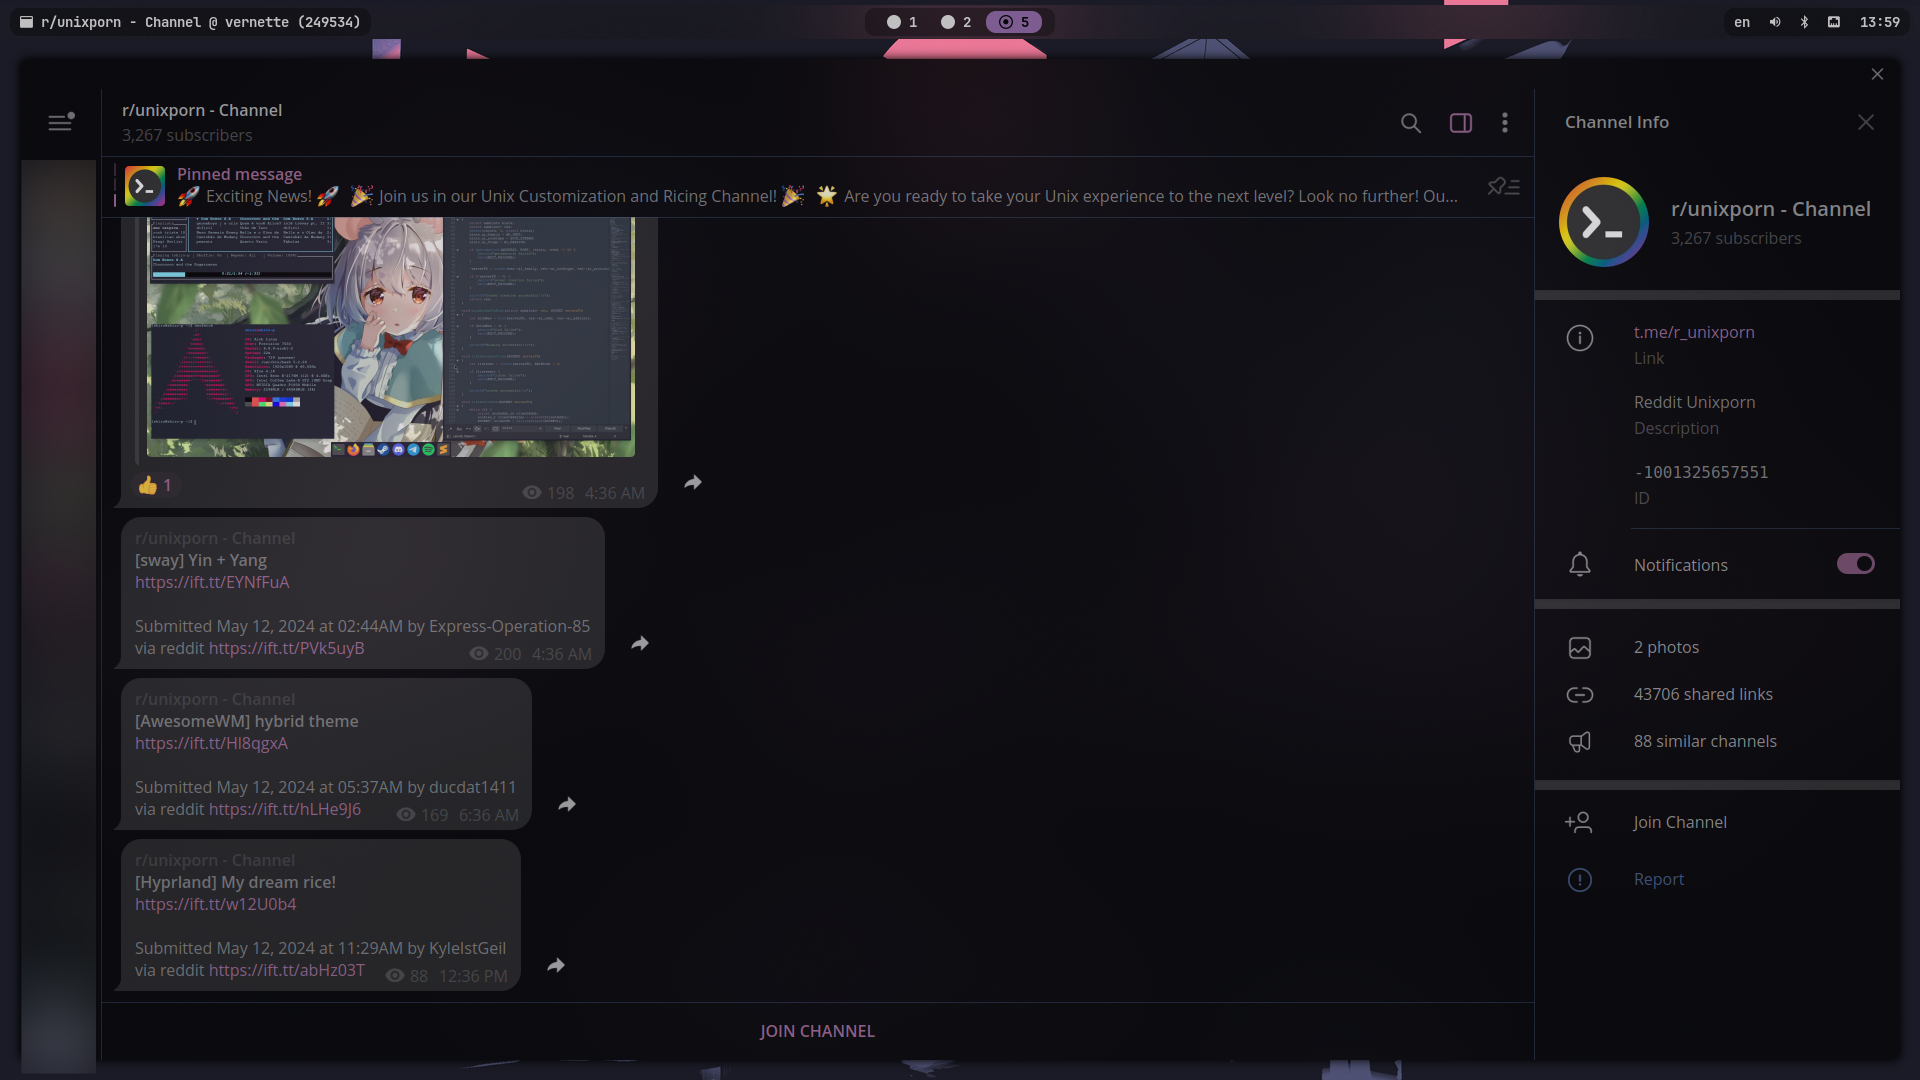 r/unixporn - Channel @ vernette (249534)
1
2
5
en
13:59
r/unixporn - Channel
3,267 subscribers
Pinned message
🚀 Exciting News! 🚀 🎉 Join us in our Unix Customization and Ricing Channel! 🎉 🌟 Are you ready to take your Unix experience to the next level? Look no further! Ou...
👍 1
198 4:36 AM
r/unixporn - Channel
[sway] Yin + Yang
https://ift.tt/EYNfFuA
Submitted May 12, 2024 at 02:44AM by Express-Operation-85
via reddit https://ift.tt/PVk5uyB
200 4:36 AM
r/unixporn - Channel
[AwesomeWM] hybrid theme
https://ift.tt/HI8qgxA
Submitted May 12, 2024 at 05:37AM by ducdat1411
via reddit https://ift.tt/hLHe9J6
169 6:36 AM
r/unixporn - Channel
[Hyprland] My dream rice!
https://ift.tt/w12U0b4
Submitted May 12, 2024 at 11:29AM by KyleIstGeil
via reddit https://ift.tt/abHz03T
88 12:36 PM
JOIN CHANNEL
Channel Info
r/unixporn - Channel
3,267 subscribers
t.me/r_unixporn
Link
Reddit Unixporn
Description
-1001325657551
ID
Notifications
2 photos
43706 shared links
88 similar channels
Join Channel
Report